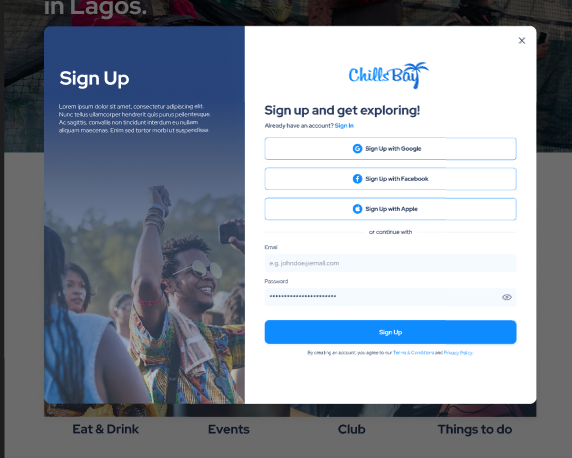 in Lagos.
Sign Up
Lorem ipsum dolor sit amet, consectetur adipiscing elit.
Nunc tellus ullamcorper hendrerit quis purus pellentesque.
Ac sagittis, convallis non tincidunt interdum eu nullam
aliquam maecenas. Enim sed tortor morbi ut suspendisse.
ChillsBay
Sign up and get exploring!
Already have an account? Sign In
Sign Up with Google
Sign Up with Facebook
Sign Up with Apple
or continue with
Email
e.g. johndoe@email.com
Password
Sign Up
By creating an account, you agree to our Terms & Conditions and Privacy Policy.
Eat & Drink
Events
Club
Things to do